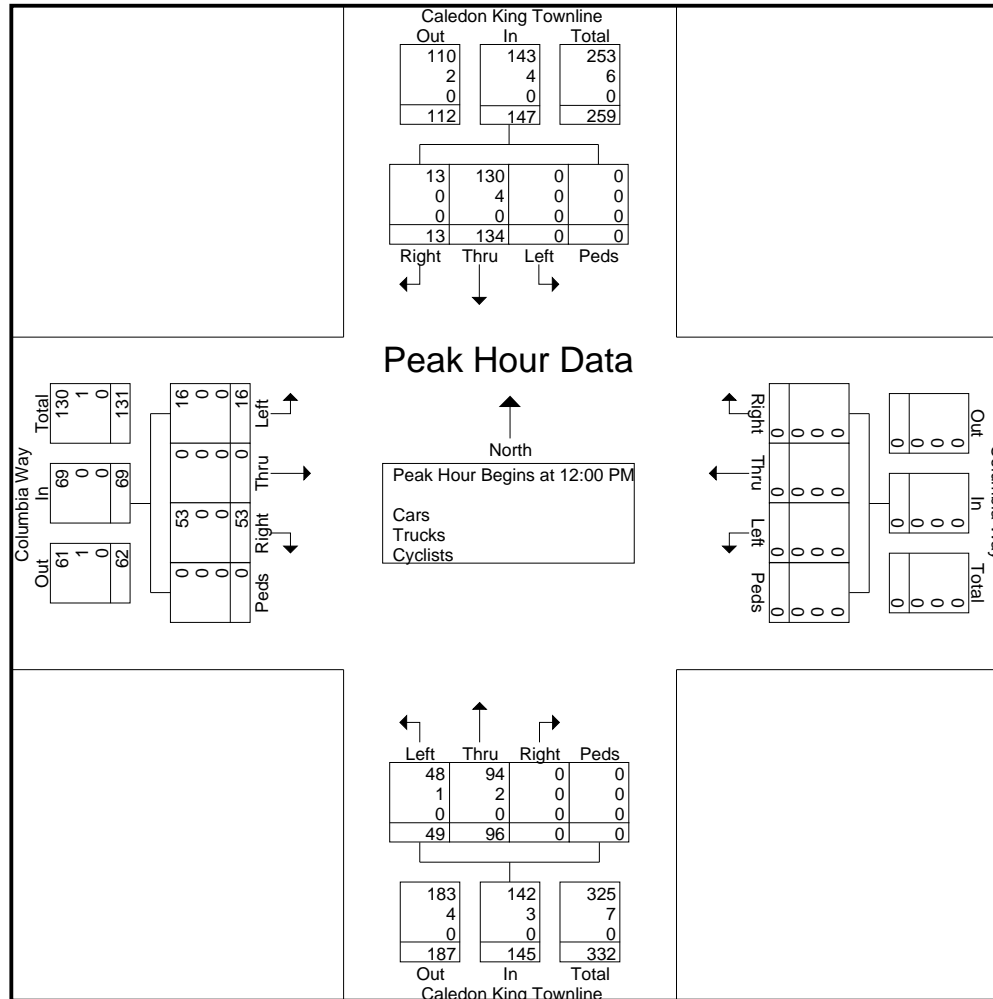 Caledon King Townline
Out In Total
110 143 253
2 4 6
0 0 0
112 147 259
13 130 0 0
0 4 0 0
0 0 0 0
13 134 0 0
Right Thru Left Peds
Peak Hour Data
North
Peak Hour Begins at 12:00 PM
Cars
Trucks
Cyclists
Columbia Way
Total
130 1 0 131
In
69 0 0 69
Out
61 1 0 62
Left
16 0 0 16
Thru
0 0 0 0
Right
53 0 0 53
Peds
0 0 0 0
Right
0 0 0 0
Thru
0 0 0 0
Left
0 0 0 0
Peds
0 0 0 0
Out
0 0 0 0
In
0 0 0 0
Total
0 0 0 0
Left Thru Right Peds
48 94 0 0
1 2 0 0
0 0 0 0
49 96 0 0
183 142 325
4 3 7
0 0 0
187 145 332
Out In Total
Caledon King Townline